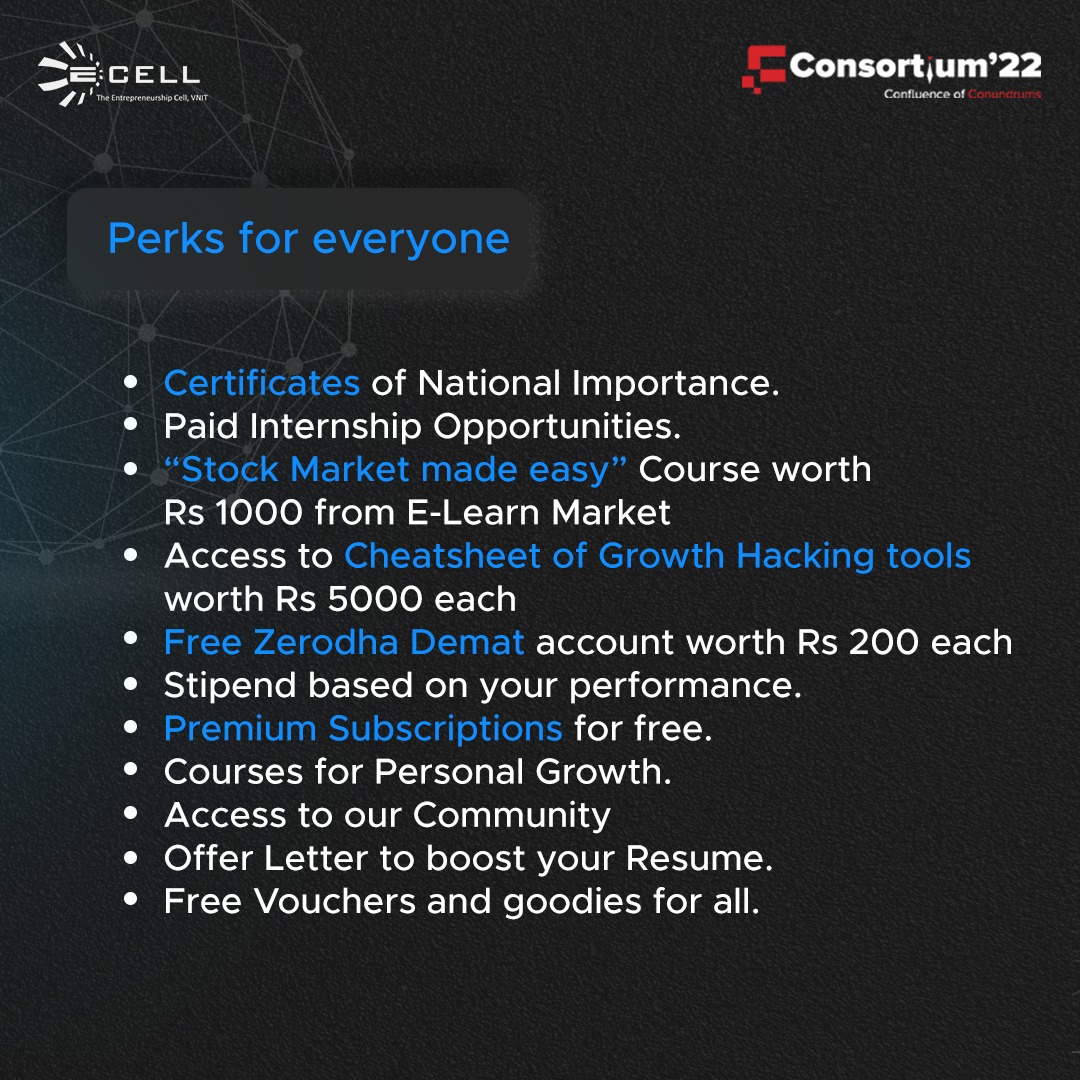 E CELL
The Entrepreneurship Cell, VNIT
Consortium'22
Confluence of Conundrums
Perks for everyone
• Certificates of National Importance.
• Paid Internship Opportunities.
• “Stock Market made easy” Course worth
Rs 1000 from E-Learn Market
• Access to Cheatsheet of Growth Hacking tools
worth Rs 5000 each
• Free Zerodha Demat account worth Rs 200 each
• Stipend based on your performance.
• Premium Subscriptions for free.
• Courses for Personal Growth.
• Access to our Community
• Offer Letter to boost your Resume.
• Free Vouchers and goodies for all.